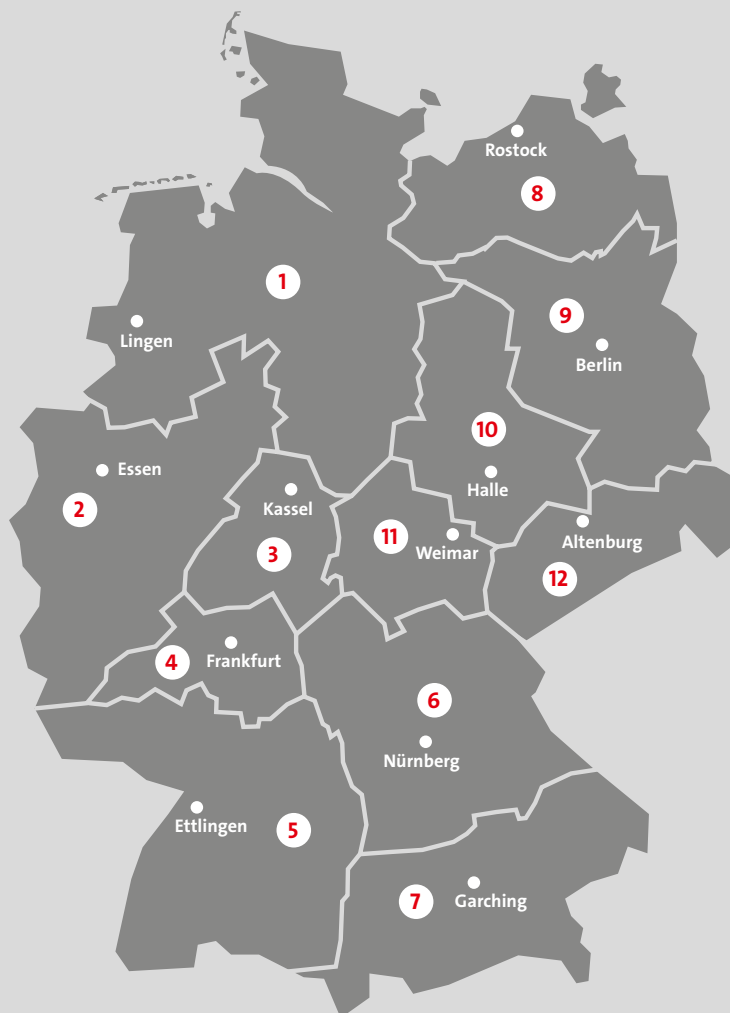 Rostock
8
1
9
Lingen
Berlin
10
Essen
Halle
2
Kassel
11
Altenburg
Weimar
3
12
4
Frankfurt
6
Nürnberg
Ettlingen
5
7
Garching